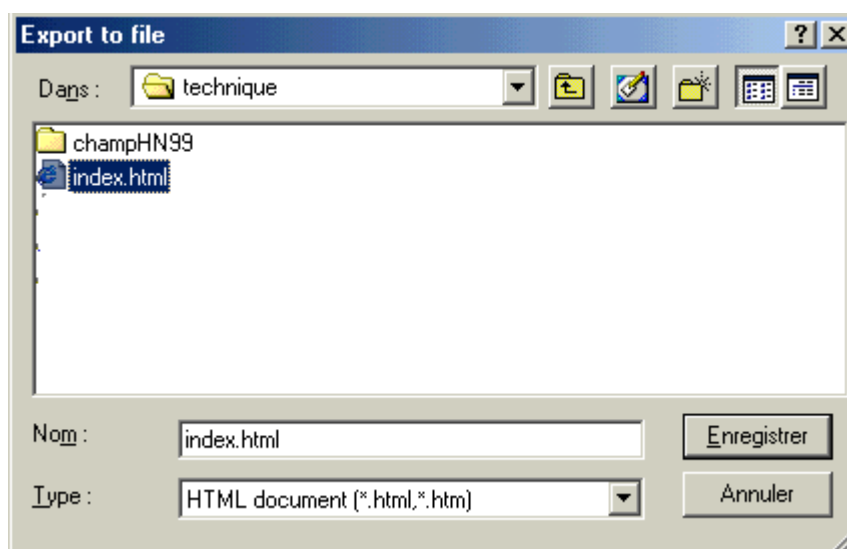 Export to file
Dans : technique
champHN99
index.html
Nom : index.html Enregistrer
Type : HTML document (*.html,*.htm) Annuler